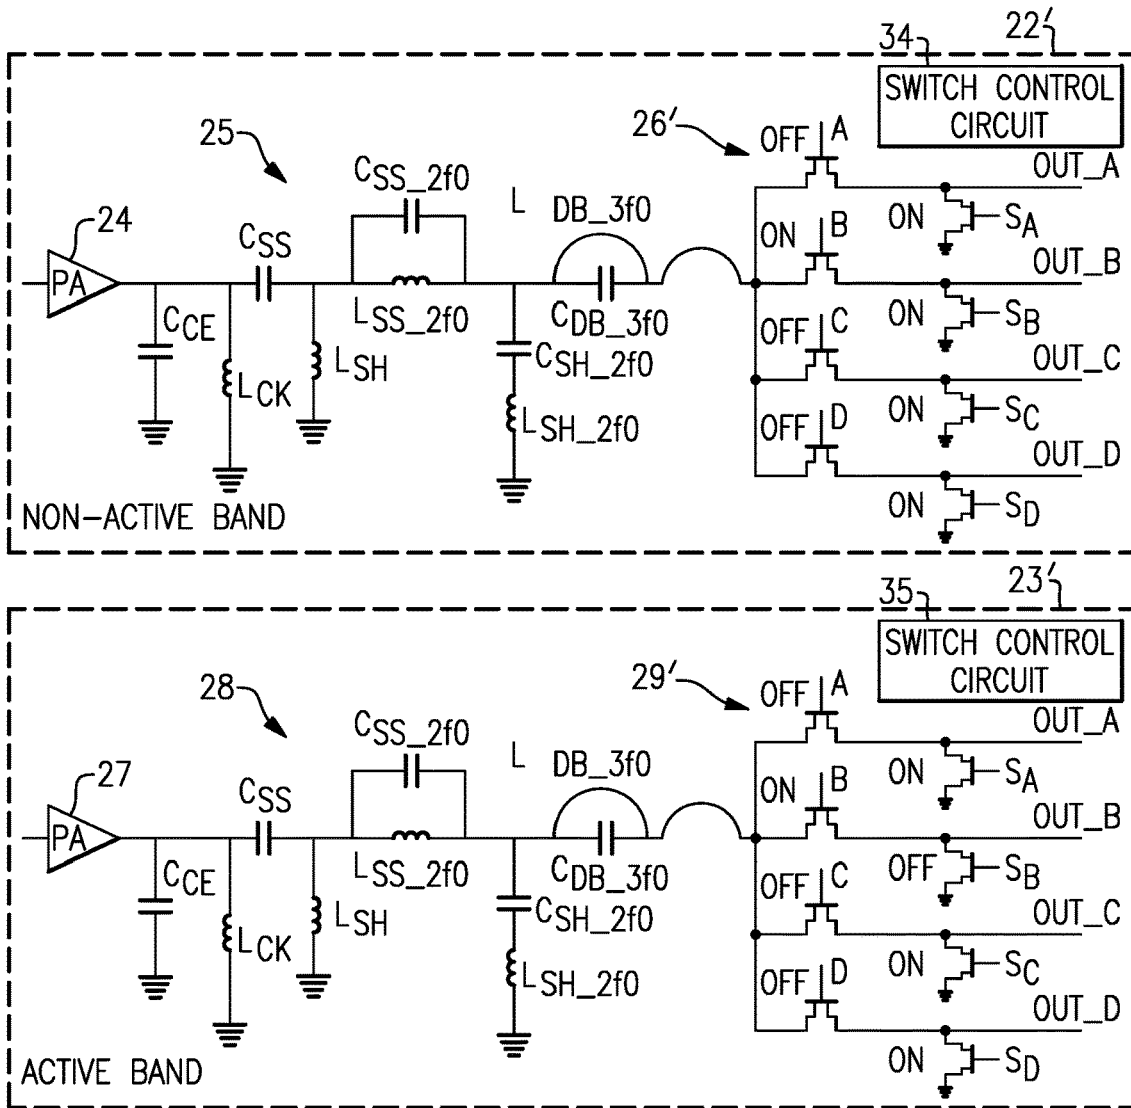 22'
34
SWITCH CONTROL
CIRCUIT
26'
OFF A
OUT_A
25
CSS_2f0
L DB_3f0
ON SA
24
CSS
ON B
OUT_B
PA
LSS_2f0
CDB_3f0
ON SB
CCE
OFF C
OUT_C
LSH
CSH_2f0
LCK
ON SC
LSH_2f0
OFF D
OUT_D
ON SD
NON-ACTIVE BAND
23'
35
SWITCH CONTROL
CIRCUIT
29'
OFF A
OUT_A
28
CSS_2f0
L DB_3f0
ON SA
27
CSS
ON B
OUT_B
PA
LSS_2f0
CDB_3f0
OFF SB
CCE
OFF C
OUT_C
LSH
CSH_2f0
LCK
ON SC
LSH_2f0
OFF D
OUT_D
ON SD
ACTIVE BAND